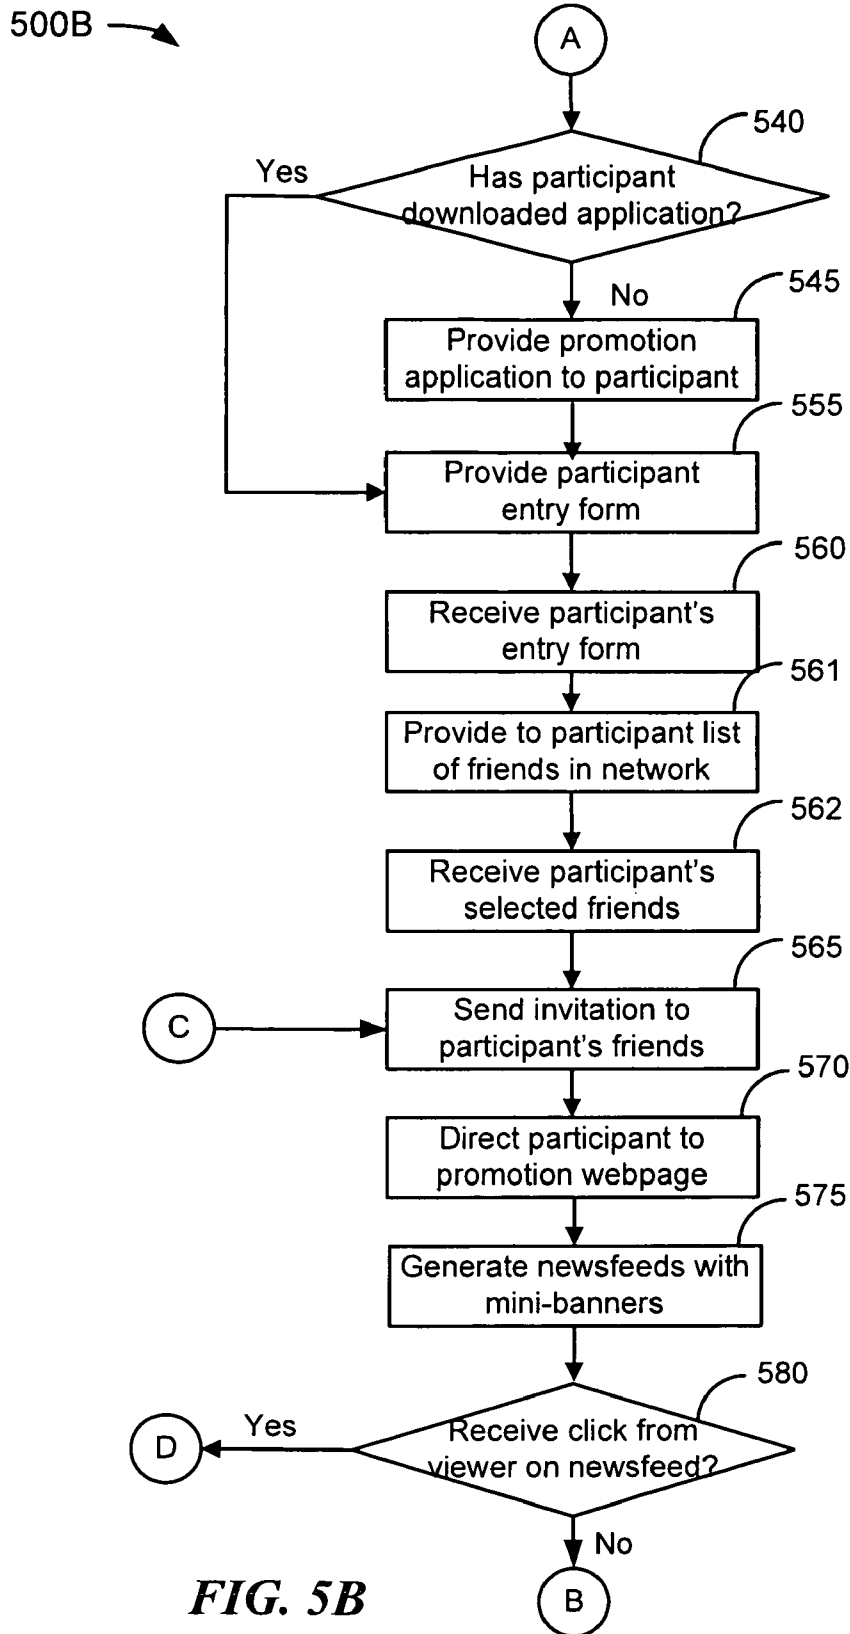 500B
A
540
Yes
Has participant
downloaded application?
No
545
Provide promotion
application to participant
555
Provide participant
entry form
560
Receive participant's
entry form
561
Provide to participant list
of friends in network
562
Receive participant's
selected friends
565
C
Send invitation to
participant's friends
570
Direct participant to
promotion webpage
575
Generate newsfeeds with
mini-banners
580
D
Yes
Receive click from
viewer on newsfeed?
No
FIG. 5B
B